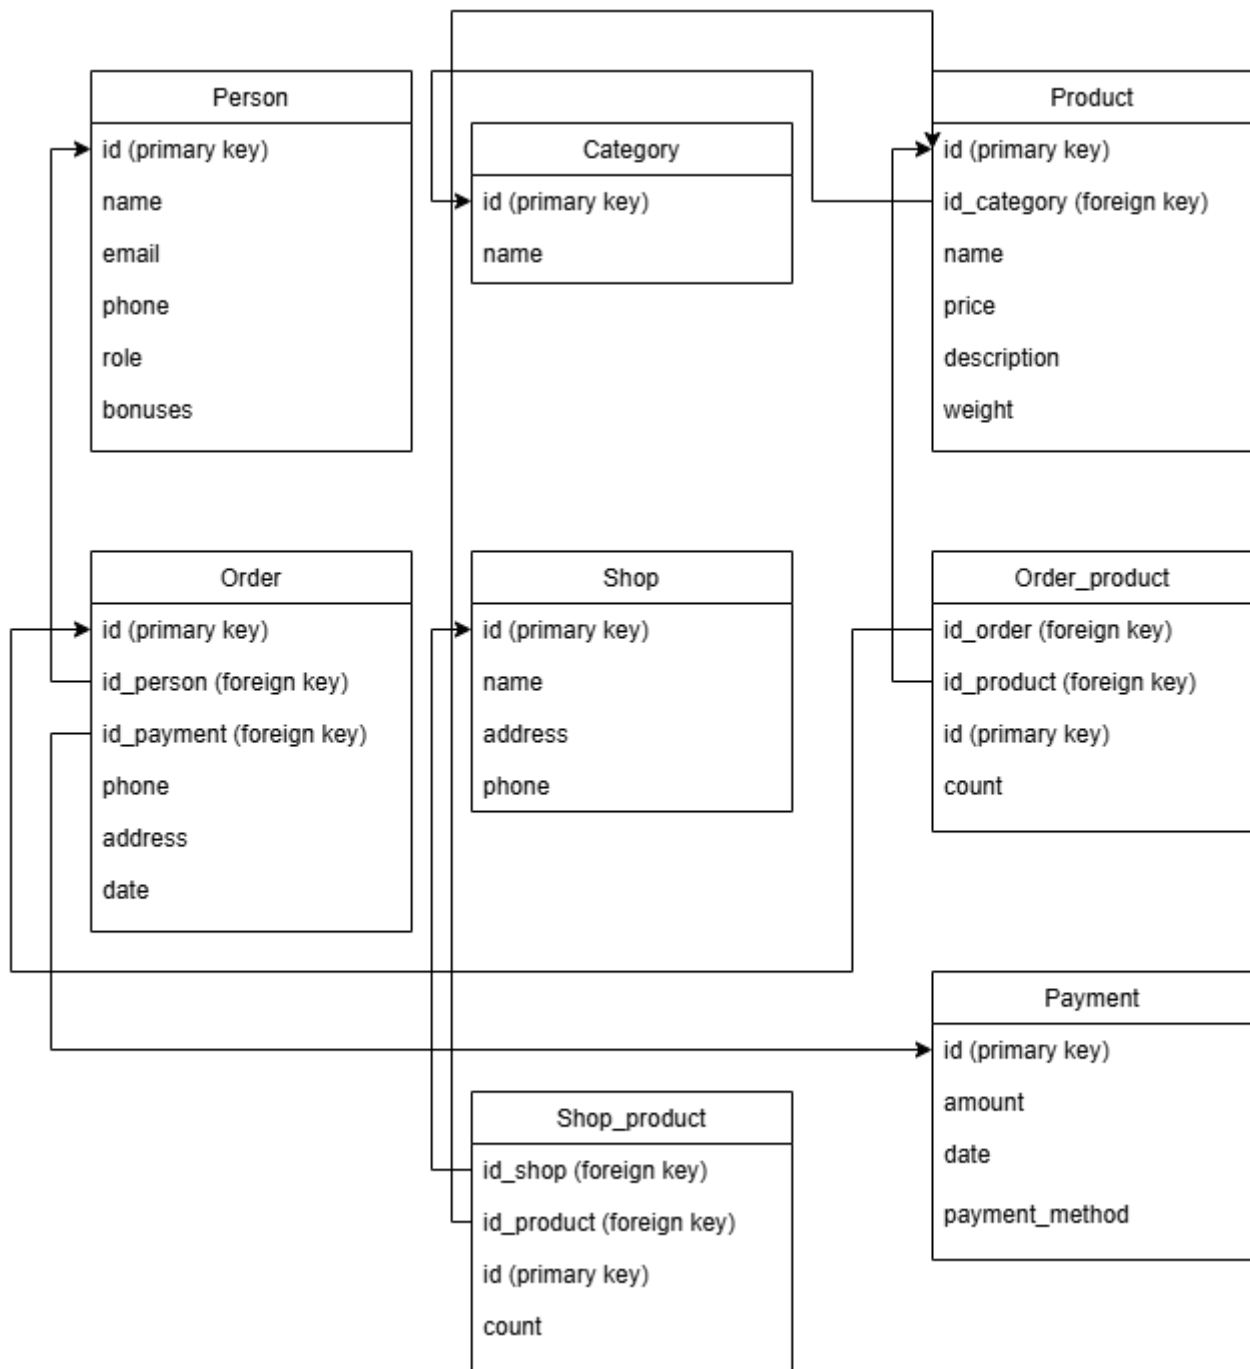 Person
id (primary key)
name
email
phone
role
bonuses
Category
id (primary key)
name
Product
id (primary key)
id_category (foreign key)
name
price
description
weight
Order
id (primary key)
id_person (foreign key)
id_payment (foreign key)
phone
address
date
Shop
id (primary key)
name
address
phone
Order_product
id_order (foreign key)
id_product (foreign key)
id (primary key)
count
Payment
id (primary key)
amount
date
payment_method
Shop_product
id_shop (foreign key)
id_product (foreign key)
id (primary key)
count